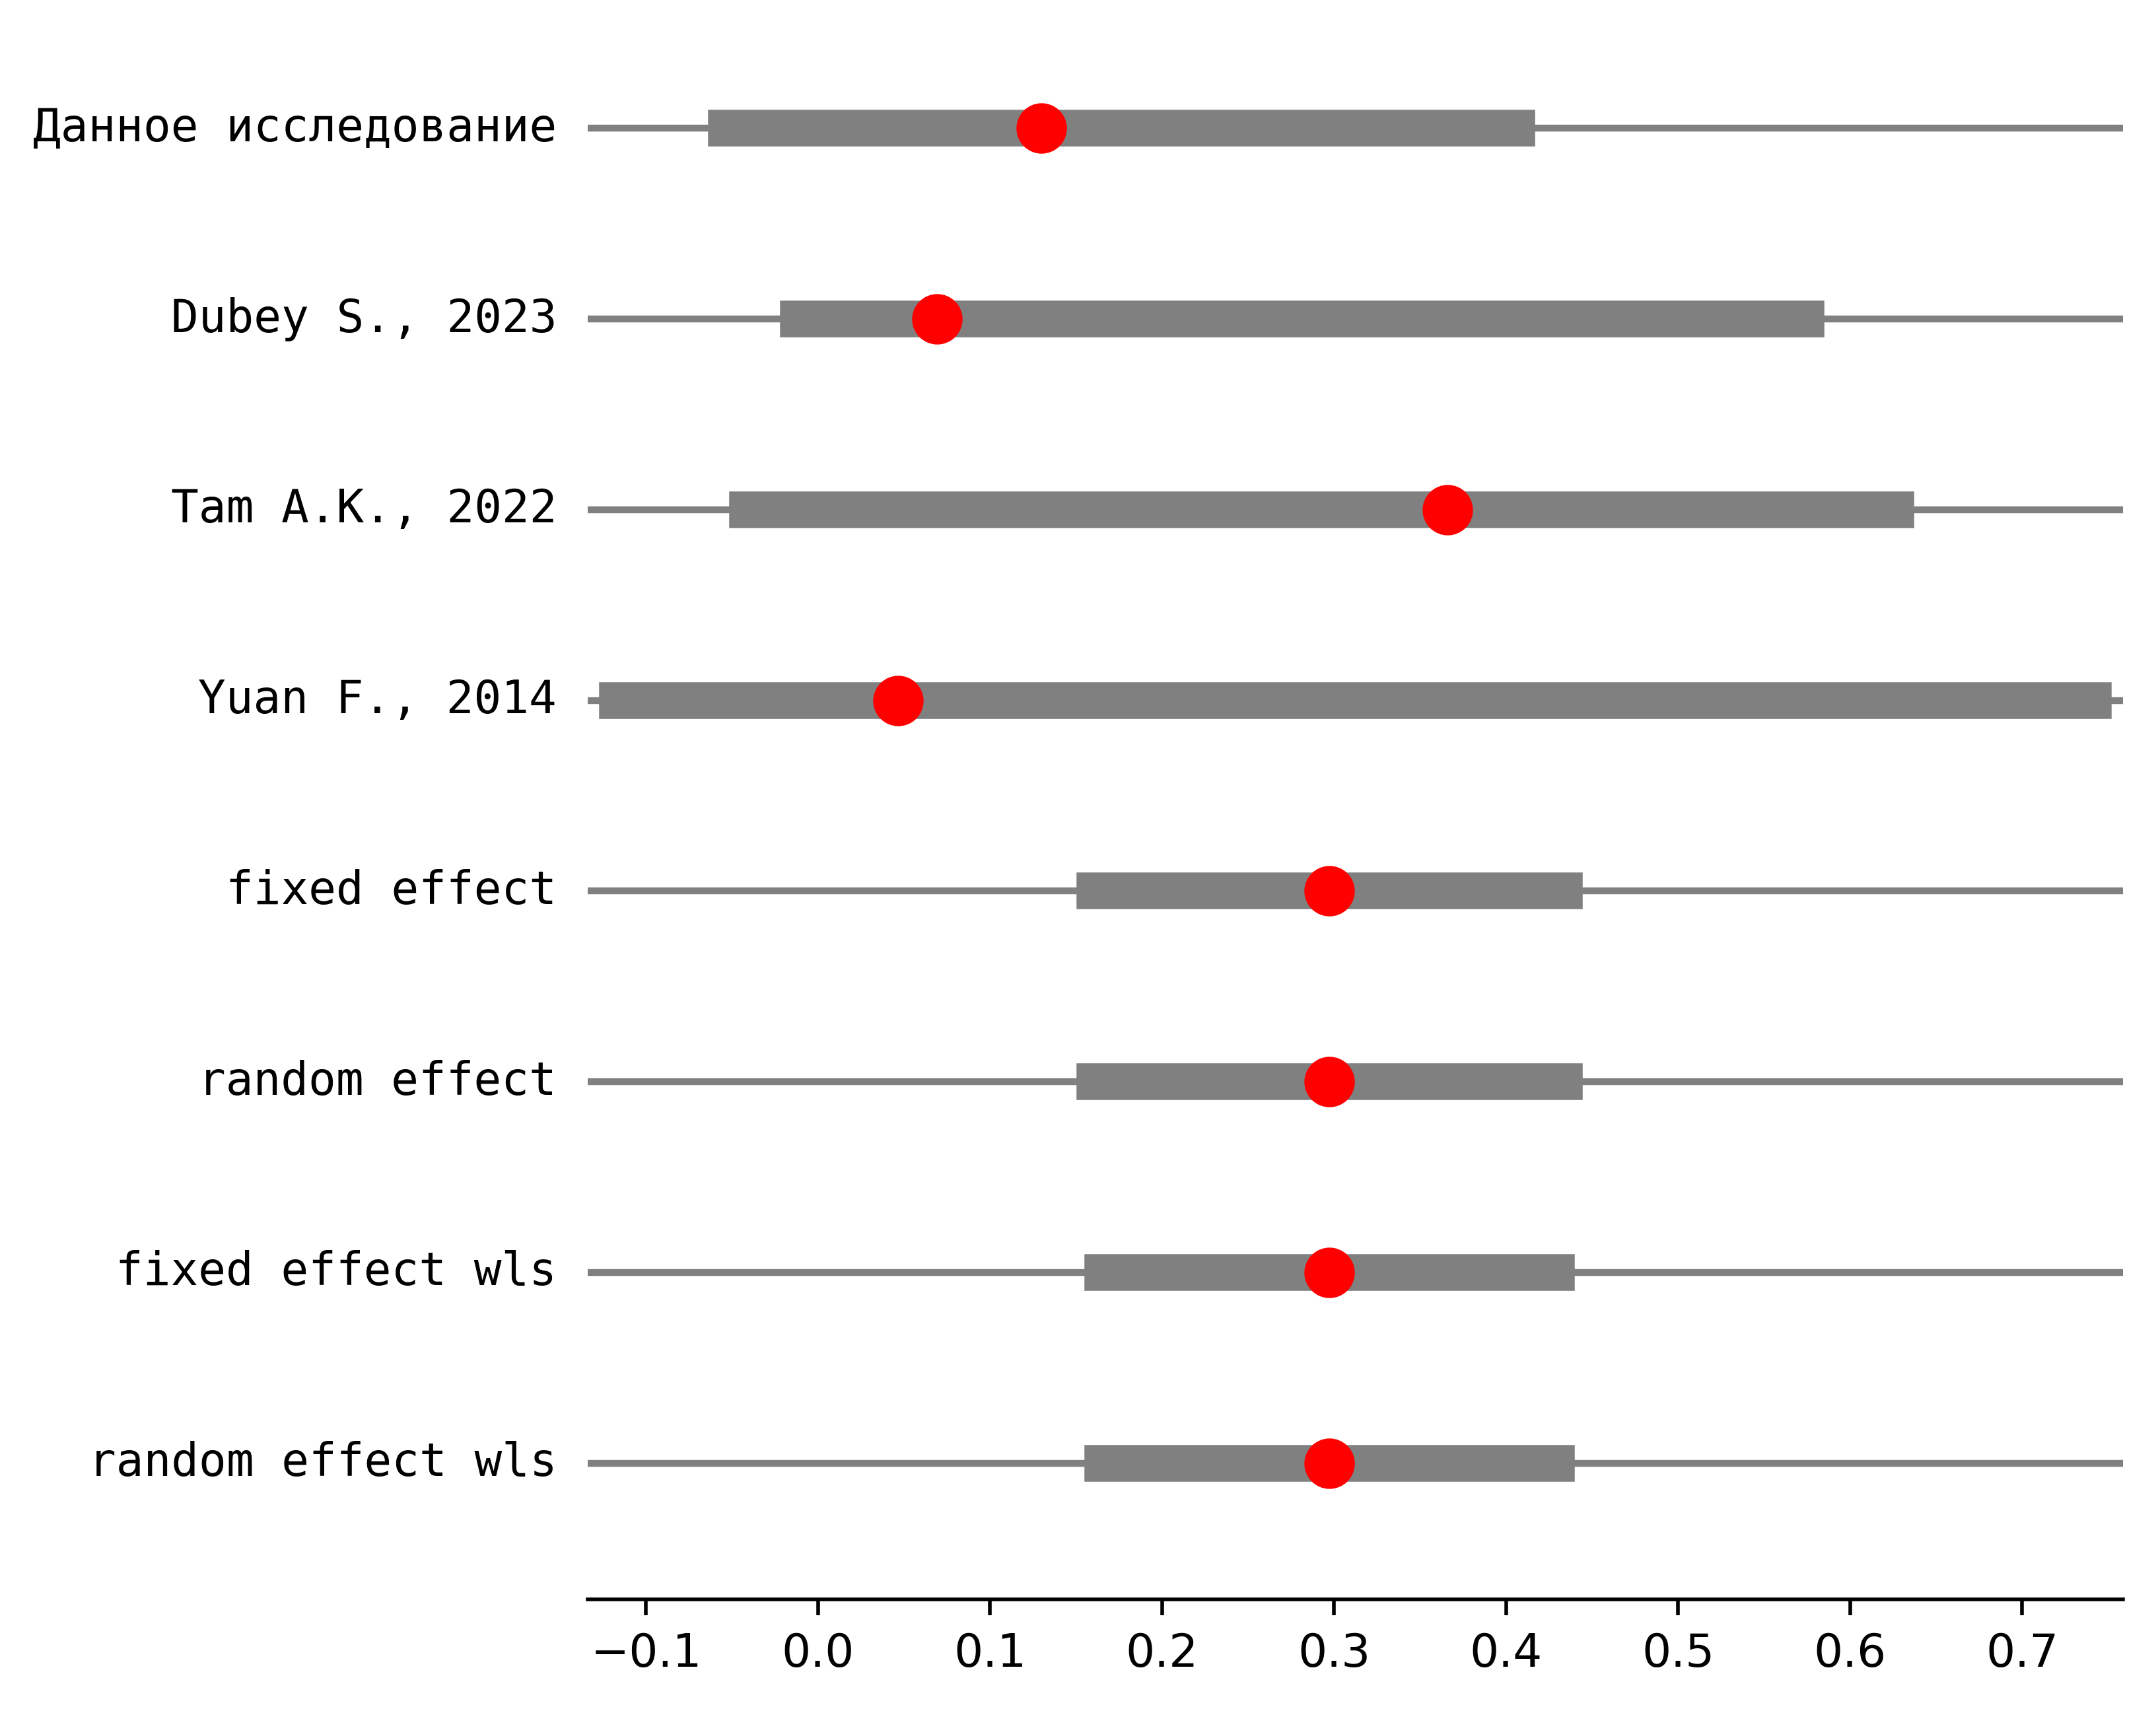 Данное исследование
Dubey S., 2023
Tam A.K., 2022
Yuan F., 2014
fixed effect
random effect
fixed effect wls
random effect wls
−0.1 0.0 0.1 0.2 0.3 0.4 0.5 0.6 0.7